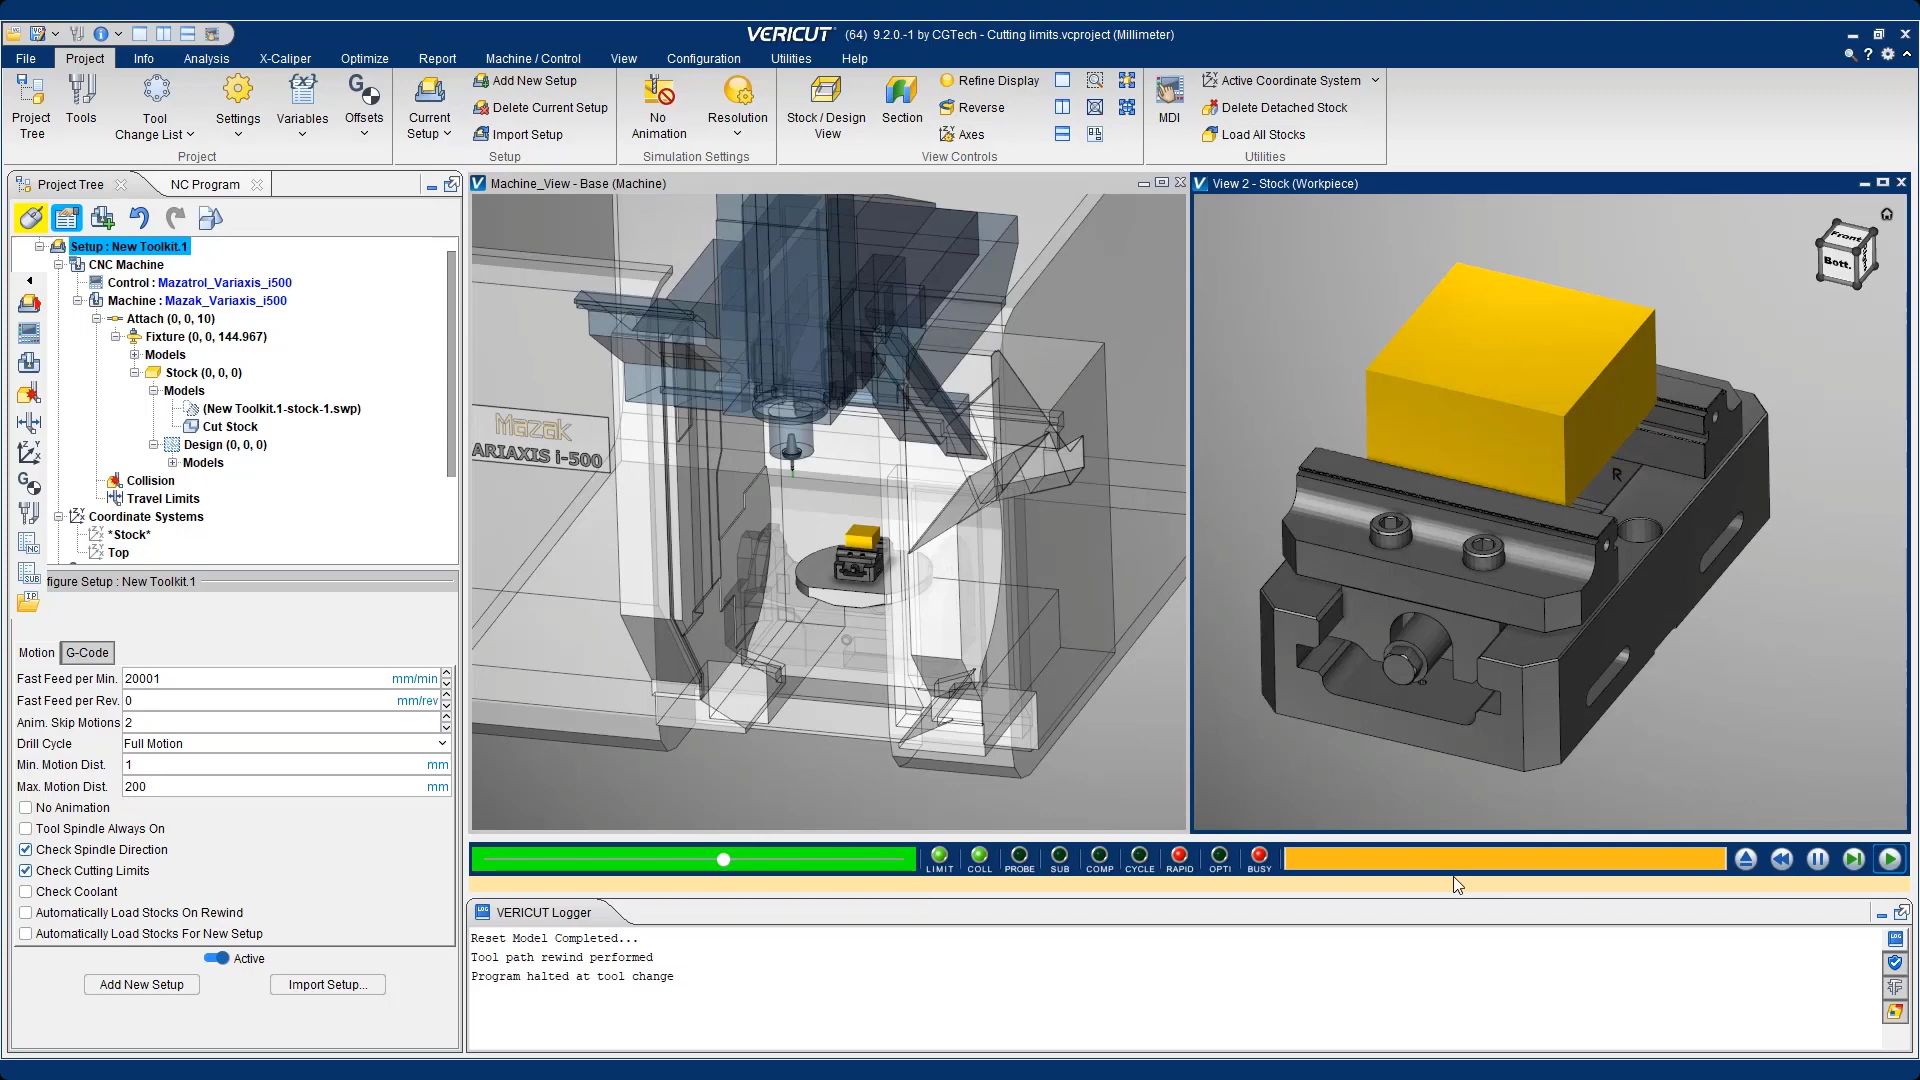 VERICUT (64) 9.2.0.-1 by CGTech - Cutting limits.vcproject (Millimeter)
File Project Info Analysis X-Caliper Optimize Report Machine / Control View Configuration Utilities Help
Project Tree
Tools
Tool Change List
Settings
Variables
Offsets
Project
Current Setup
Add New Setup
Delete Current Setup
Import Setup
Setup
No Animation
Resolution
Simulation Settings
Stock / Design View
Section
Refine Display
Reverse
Axes
View Controls
MDI
Active Coordinate System
Delete Detached Stock
Load All Stocks
Utilities
Project Tree
NC Program
Setup : New Toolkit.1
CNC Machine
Control : Mazatrol_Variaxis_i500
Machine : Mazak_Variaxis_i500
Attach (0, 0, 10)
Fixture (0, 0, 144.967)
Models
Stock (0, 0, 0)
Models
(New Toolkit.1-stock-1.swp)
Cut Stock
Design (0, 0, 0)
Models
Collision
Travel Limits
Coordinate Systems
*Stock*
Top
figure Setup : New Toolkit.1
Motion G-Code
Fast Feed per Min. 20001 mm/min
Fast Feed per Rev. 0 mm/rev
Anim. Skip Motions 2
Drill Cycle Full Motion
Min. Motion Dist. 1 mm
Max. Motion Dist. 200 mm
No Animation
Tool Spindle Always On
Check Spindle Direction
Check Cutting Limits
Check Coolant
Automatically Load Stocks On Rewind
Automatically Load Stocks For New Setup
Active
Add New Setup
Import Setup...
Machine_View - Base (Machine)
Mazak
ARIAXIS i-500
View 2 - Stock (Workpiece)
Front
Bott.
R
LIMIT COLL PROBE SUB COMP CYCLE RAPID OPTI BUSY
VERICUT Logger
Reset Model Completed...
Tool path rewind performed
Program halted at tool change